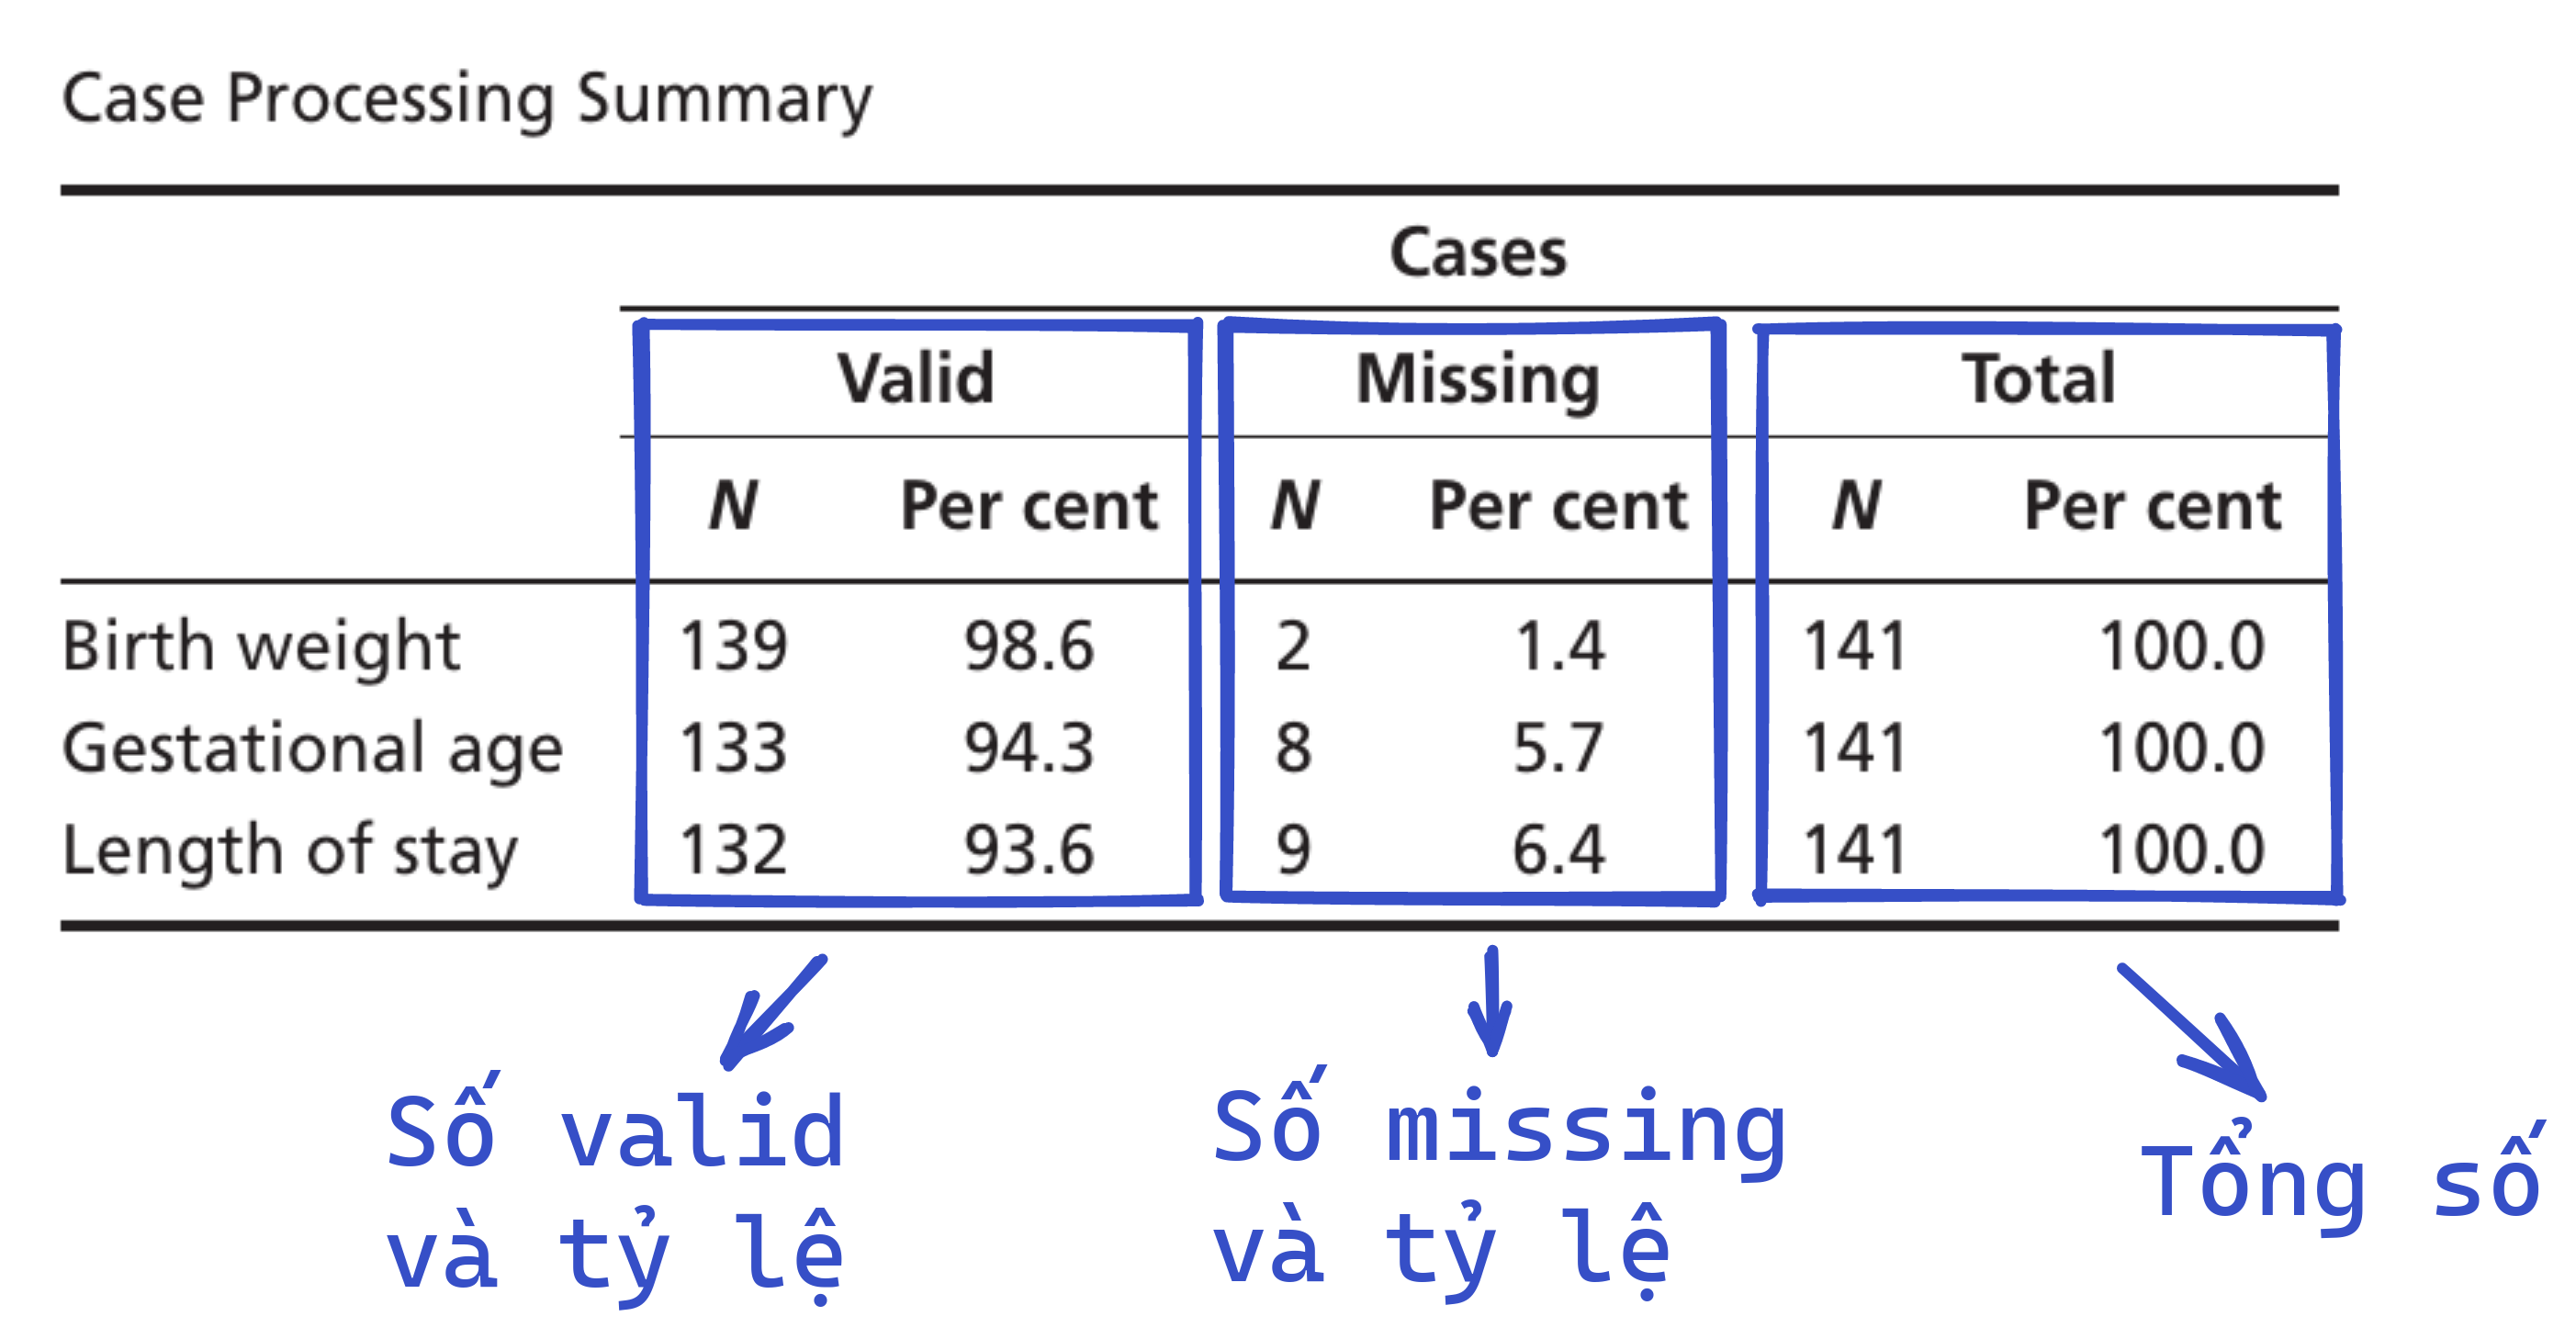 Case Processing Summary
Cases
Valid Missing Total
N Per cent N Per cent N Per cent
Birth weight 139 98.6 2 1.4 141 100.0
Gestational age 133 94.3 8 5.7 141 100.0
Length of stay 132 93.6 9 6.4 141 100.0
Số valid
và tỷ lệ
Số missing
và tỷ lệ
Tổng số